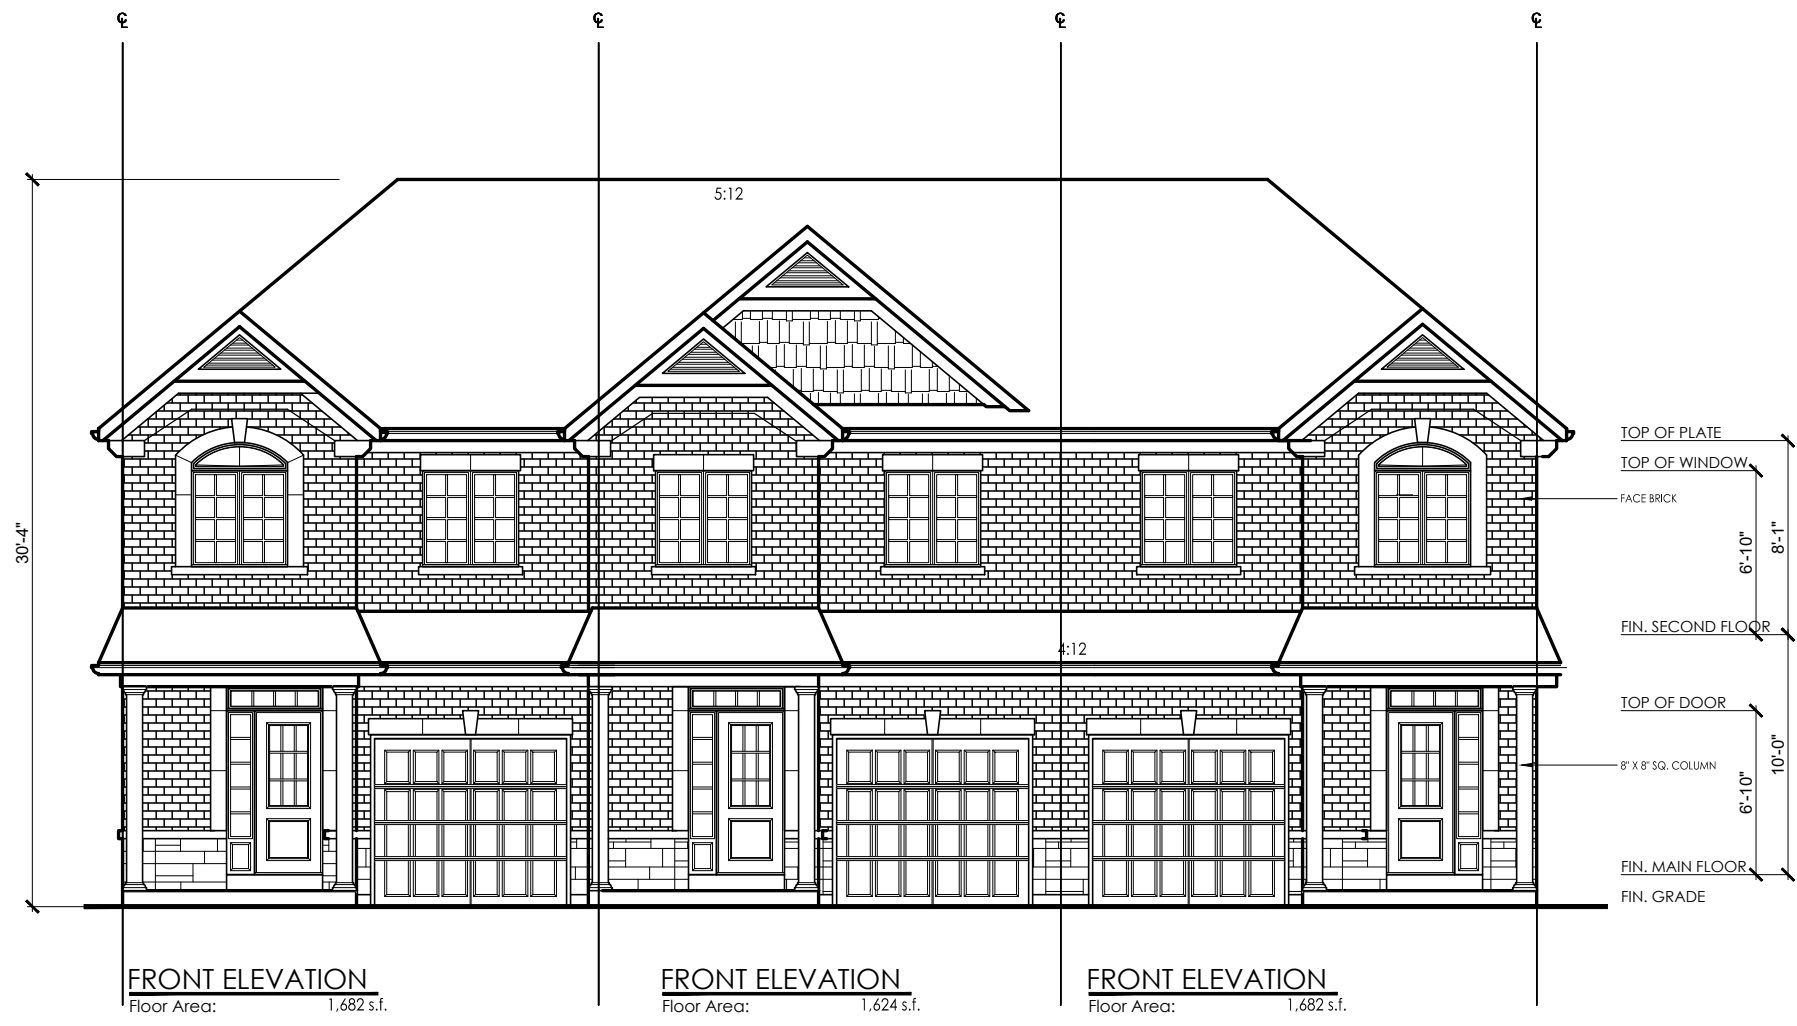 ℄ ℄ ℄ ℄
5:12
30'-4"
TOP OF PLATE
TOP OF WINDOW
FACE BRICK
6'-10"
8'-1"
FIN. SECOND FLOOR
4:12
TOP OF DOOR
8" X 8" SQ. COLUMN
6'-10"
10'-0"
FIN. MAIN FLOOR
FIN. GRADE
FRONT ELEVATION
Floor Area: 1,682 s.f.
FRONT ELEVATION
Floor Area: 1,624 s.f.
FRONT ELEVATION
Floor Area: 1,682 s.f.